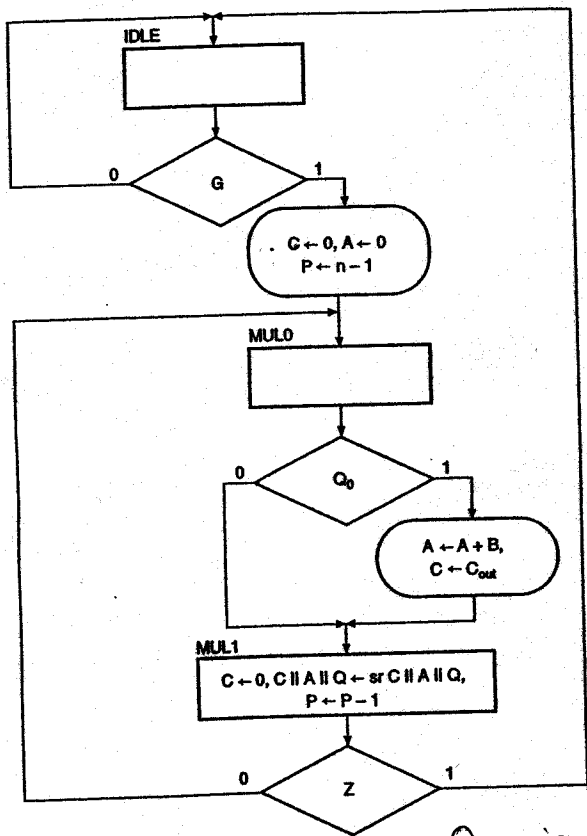 IDLE
0
G
1
C ← 0, A ← 0
P ← n – 1
MUL0
0
Q₀
1
A ← A + B,
C ← Cout
MUL1
C ← 0, C || A || Q ← sr C || A || Q,
P ← P – 1
0
Z
1